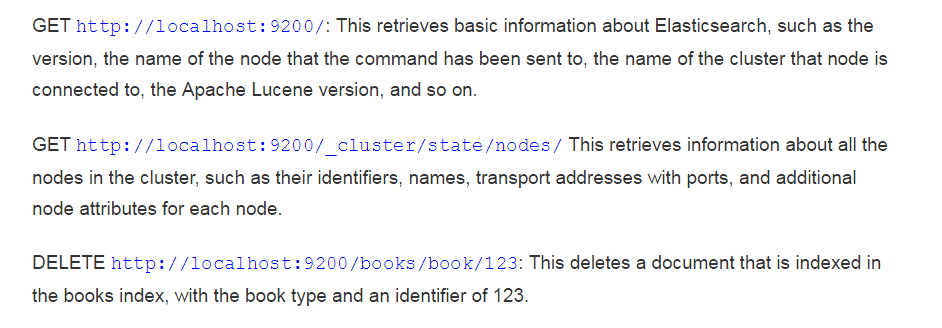 GET http://localhost:9200/: This retrieves basic information about Elasticsearch, such as the
version, the name of the node that the command has been sent to, the name of the cluster that node is
connected to, the Apache Lucene version, and so on.
GET http://localhost:9200/_cluster/state/nodes/ This retrieves information about all the
nodes in the cluster, such as their identifiers, names, transport addresses with ports, and additional
node attributes for each node.
DELETE http://localhost:9200/books/book/123: This deletes a document that is indexed in
the books index, with the book type and an identifier of 123.